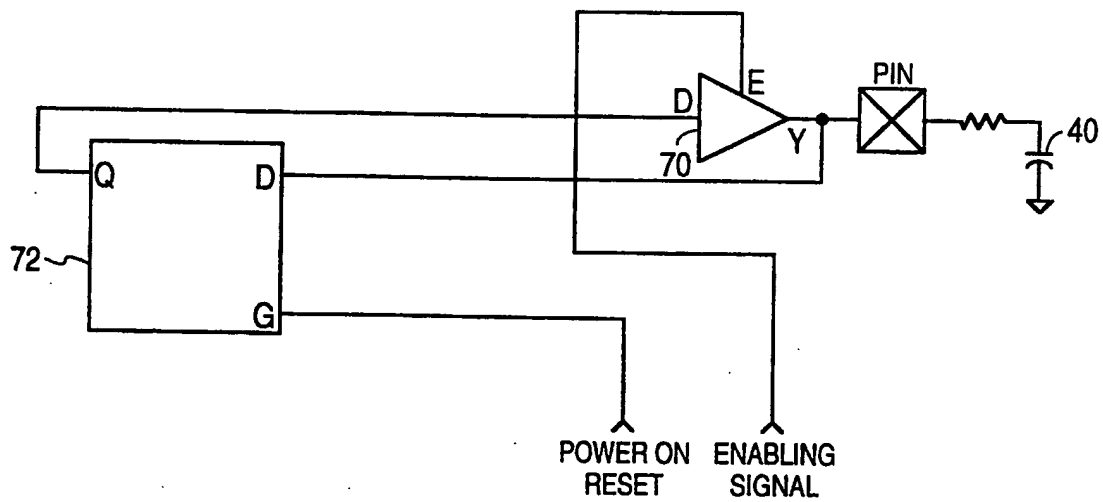 E
PIN
D
70
Y
40
Q
D
72
G
POWER ON
RESET
ENABLING
SIGNAL